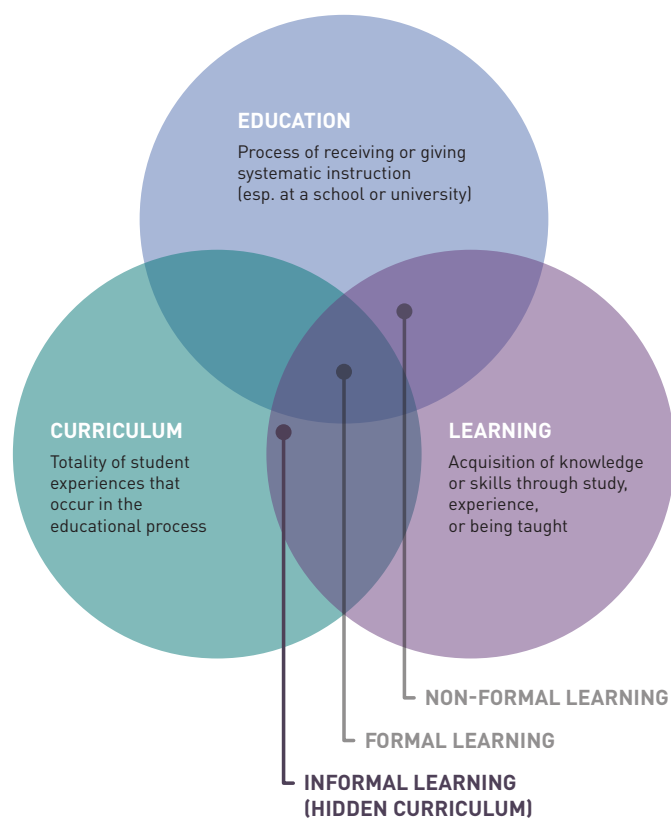 EDUCATION
Process of receiving or giving
systematic instruction
(esp. at a school or university)
CURRICULUM
Totality of student
experiences that
occur in the
educational process
LEARNING
Acquisition of knowledge
or skills through study,
experience,
or being taught
NON-FORMAL LEARNING
FORMAL LEARNING
INFORMAL LEARNING
(HIDDEN CURRICULUM)